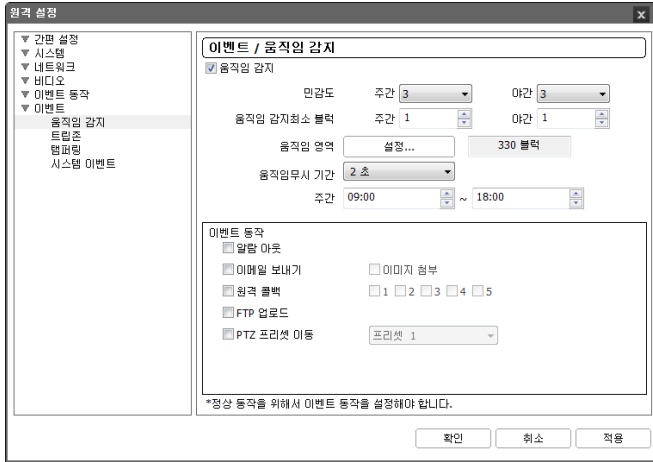 원격 설정
간편 설정
시스템
네트워크
비디오
이벤트 동작
이벤트
움직임 감지
트립존
탬퍼링
시스템 이벤트
이벤트 / 움직임 감지
움직임 감지
민감도 주간 3 야간 3
움직임 감지최소 블럭 주간 1 야간 1
움직임 영역 설정... 330 블럭
움직임무시 기간 2 초
주간 09:00 ~ 18:00
이벤트 동작
알람 아웃
이메일 보내기 이미지 첨부
원격 콜백 1 2 3 4 5
FTP 업로드
PTZ 프리셋 이동 프리셋 1
*정상 동작을 위해서 이벤트 동작을 설정해야 합니다.
확인 취소 적용